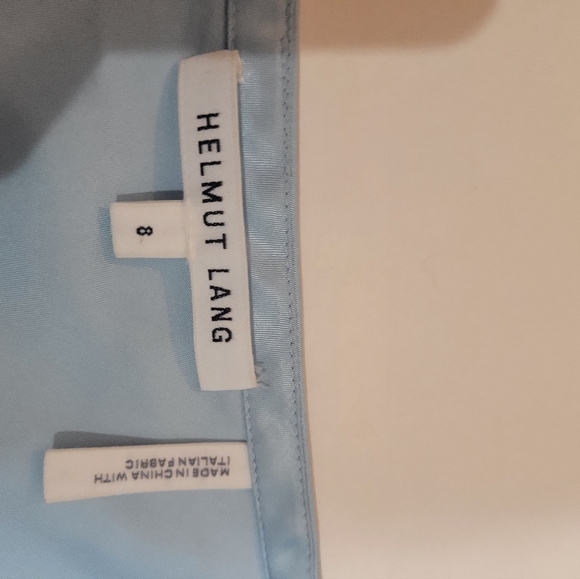 HELMUT LANG
8
MADE IN CHINA WITH
ITALIAN FABRIC